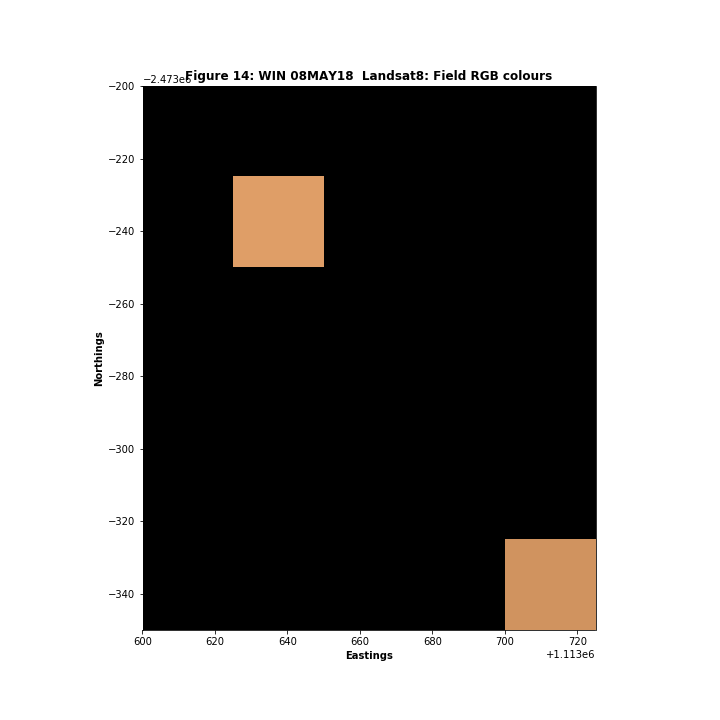 Figure 14: WIN 08MAY18  Landsat8: Field RGB colours
−2.473e6
−200
−220
−240
−260
−280
−300
−320
−340
Northings
600 620 640 660 680 700 720
Eastings
+1.113e6